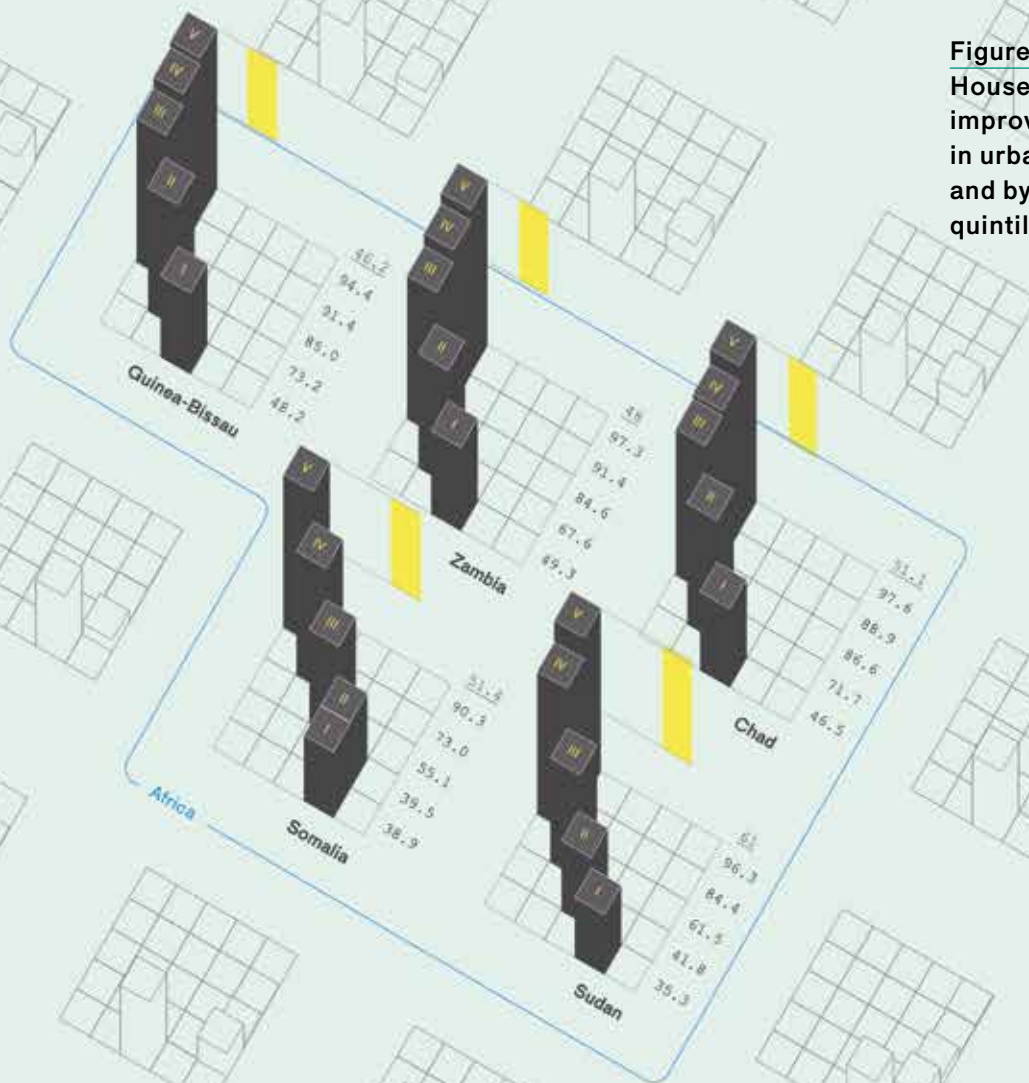 Figure
House
improv
in urba
and by
quintil
V
IV
III
II
I
46.2
94.4
91.4
85.0
73.2
48.2
Guinea-Bissau
V
IV
III
II
I
48
97.3
91.4
84.6
67.6
49.3
Zambia
V
IV
III
II
I
51.1
97.6
88.9
86.6
71.7
46.5
Chad
V
IV
III
II
I
51.4
90.3
73.0
55.1
39.5
38.9
Somalia
V
IV
III
II
I
61
96.3
84.4
61.5
41.8
35.3
Sudan
Africa